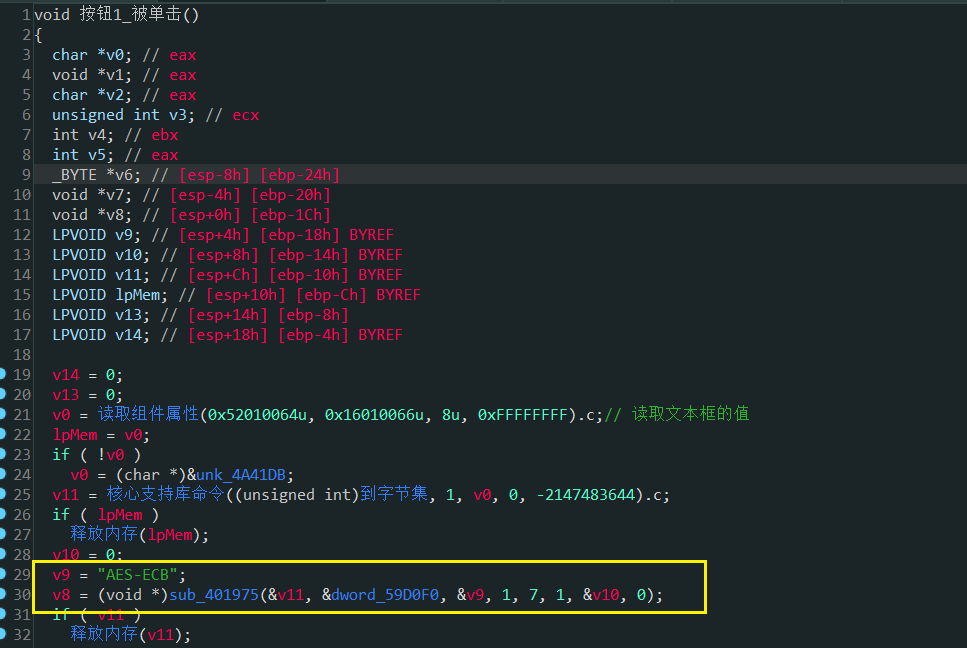 1 void 按钮1_被单击()
2 {
3 char *v0; // eax
4 void *v1; // eax
5 char *v2; // eax
6 unsigned int v3; // ecx
7 int v4; // ebx
8 int v5; // eax
9 _BYTE *v6; // [esp-8h] [ebp-24h]
10 void *v7; // [esp-4h] [ebp-20h]
11 void *v8; // [esp+0h] [ebp-1Ch]
12 LPVOID v9; // [esp+4h] [ebp-18h] BYREF
13 LPVOID v10; // [esp+8h] [ebp-14h] BYREF
14 LPVOID v11; // [esp+Ch] [ebp-10h] BYREF
15 LPVOID lpMem; // [esp+10h] [ebp-Ch] BYREF
16 LPVOID v13; // [esp+14h] [ebp-8h]
17 LPVOID v14; // [esp+18h] [ebp-4h] BYREF
18
19 v14 = 0;
20 v13 = 0;
21 v0 = 读取组件属性(0x52010064u, 0x16010066u, 8u, 0xFFFFFFFF).c;// 读取文本框的值
22 lpMem = v0;
23 if ( !v0 )
24 v0 = (char *)&unk_4A41DB;
25 v11 = 核心支持库命令((unsigned int)到字节集, 1, v0, 0, -2147483644).c;
26 if ( lpMem )
27 释放内存(lpMem);
28 v10 = 0;
29 v9 = "AES-ECB";
30 v8 = (void *)sub_401975(&v11, &dword_59D0F0, &v9, 1, 7, 1, &v10, 0);
31 if ( v11 )
32 释放内存(v11);